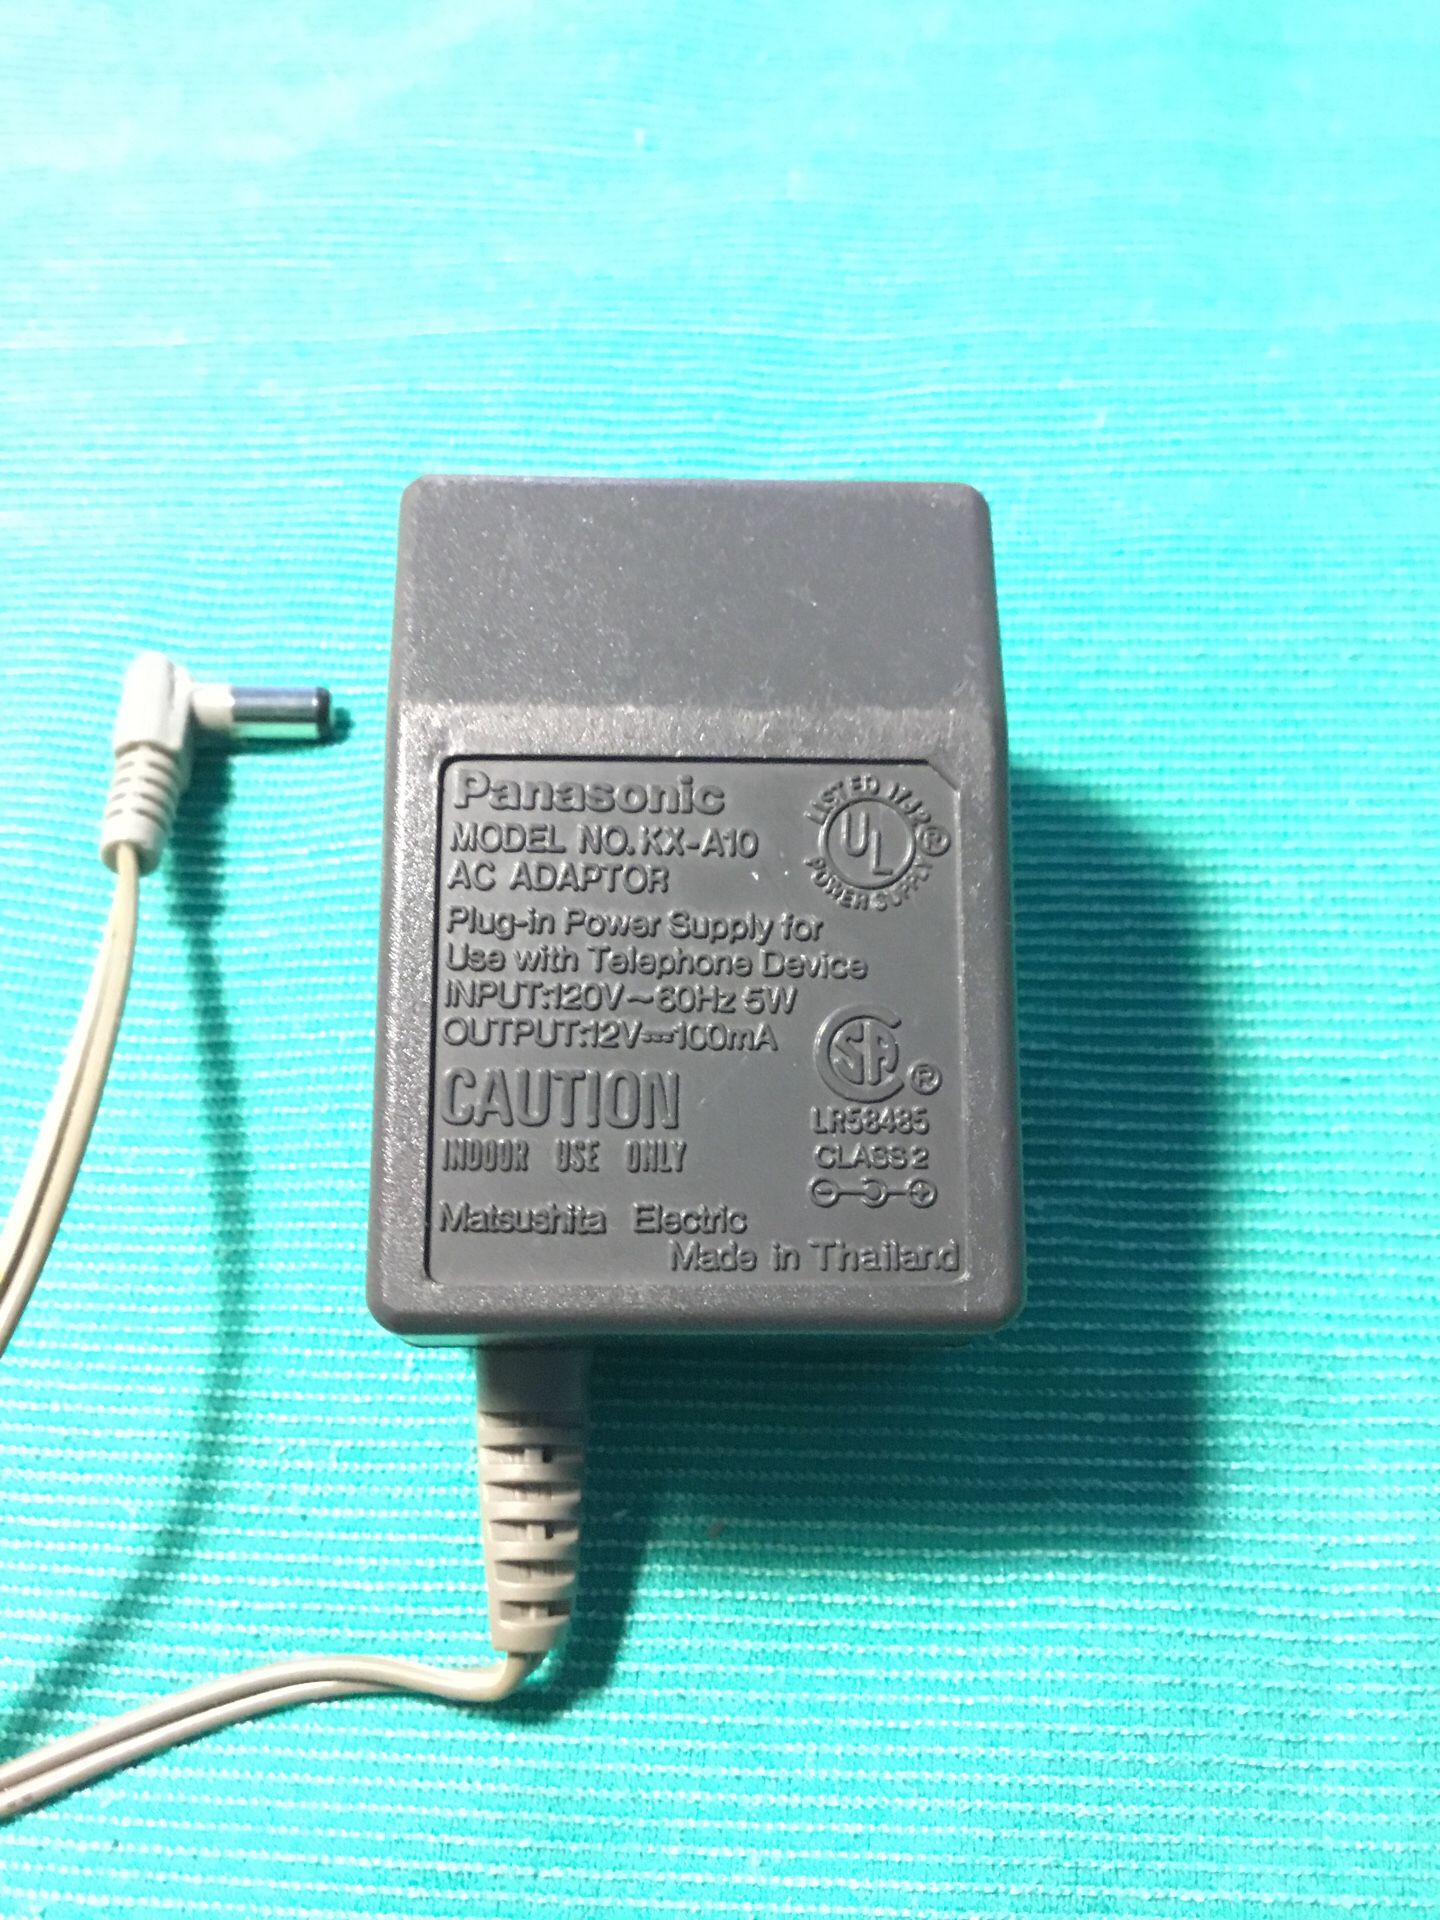 Panasonic
MODEL NO. KX-A10
AC ADAPTOR
LISTED 17J2
UL ®
POWER SUPPLY
Plug-in Power Supply for
Use with Telephone Device
INPUT:120V~60Hz 5W
OUTPUT:12V⎓100mA
SA ®
LR58485
CAUTION
CLASS 2
INDOOR USE ONLY
Matsushita Electric
Made in Thailand